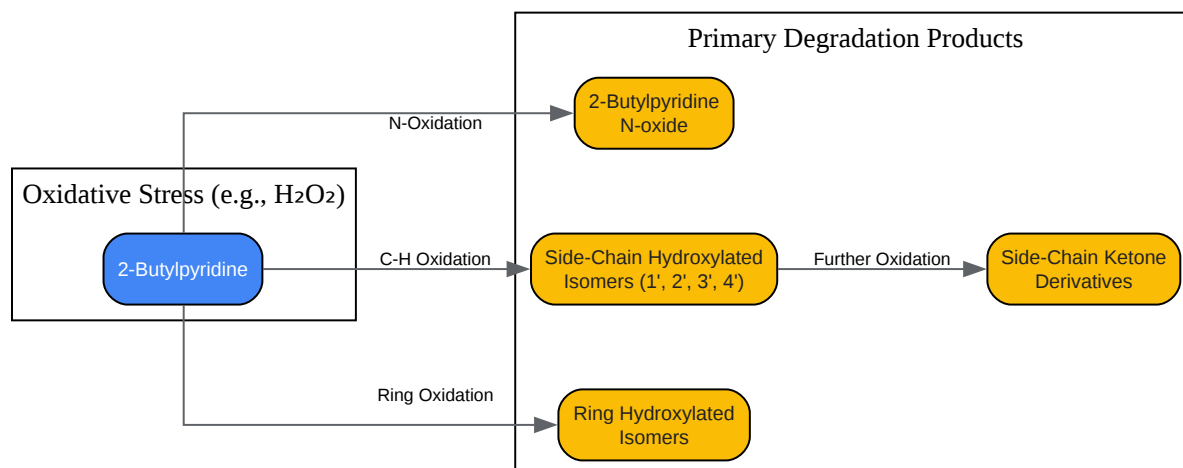 Primary Degradation Products
2-Butylpyridine
N-oxide
N-Oxidation
Oxidative Stress (e.g., H₂O₂)
2-Butylpyridine
C-H Oxidation
Side-Chain Hydroxylated
Isomers (1', 2', 3', 4')
Further Oxidation
Side-Chain Ketone
Derivatives
Ring Oxidation
Ring Hydroxylated
Isomers